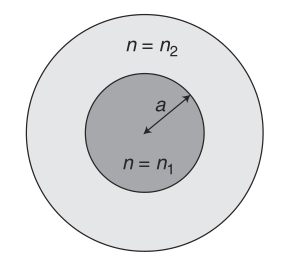 n = n₂
a
n = n₁